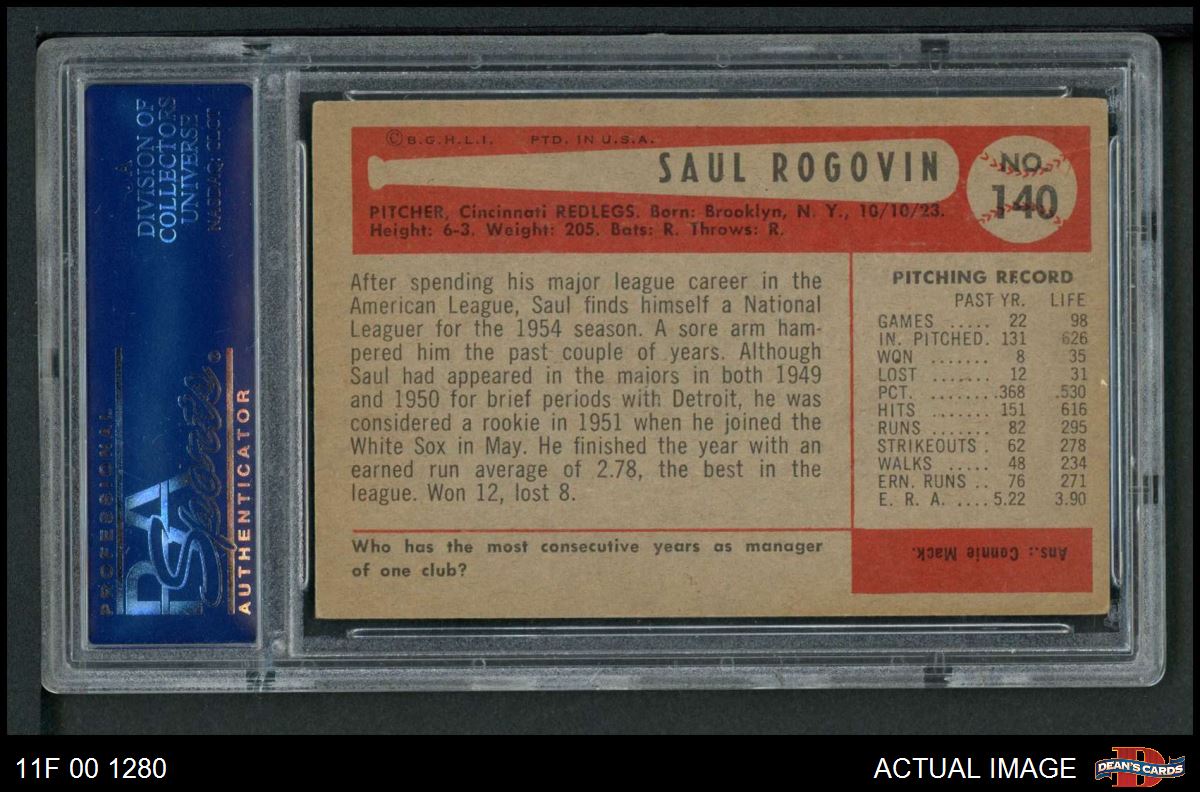 A
DIVISION OF
COLLECTORS
UNIVERSE
NASDAQ: CLCT
PROFESSIONAL
PSA
Sports®
AUTHENTICATOR
© B.G.H.L.I. PTD. IN U.S.A.
SAUL ROGOVIN
NO.
140
PITCHER, Cincinnati REDLEGS. Born: Brooklyn, N. Y., 10/10/23.
Height: 6-3. Weight: 205. Bats: R. Throws: R.
After spending his major league career in the
American League, Saul finds himself a National
Leaguer for the 1954 season. A sore arm ham-
pered him the past couple of years. Although
Saul had appeared in the majors in both 1949
and 1950 for brief periods with Detroit, he was
considered a rookie in 1951 when he joined the
White Sox in May. He finished the year with an
earned run average of 2.78, the best in the
league. Won 12, lost 8.
PITCHING RECORD
PAST YR. LIFE
GAMES ..... 22 98
IN. PITCHED. 131 626
WON ....... 8 35
LOST ....... 12 31
PCT. ........368 .530
HITS ....... 151 616
RUNS ....... 82 295
STRIKEOUTS . 62 278
WALKS ..... 48 234
ERN. RUNS .. 76 271
E. R. A. ....5.22 3.90
Who has the most consecutive years as manager
of one club?
Ans.: Connie Mack.
11F 00 1280
ACTUAL IMAGE
DEAN'S CARDS